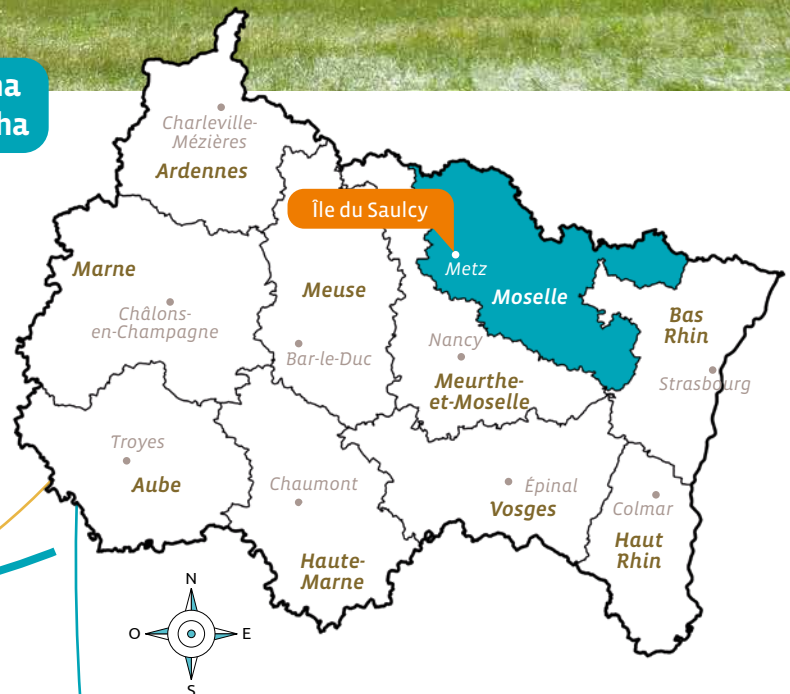 ha
Charleville-
Mézières
Ardennes
Île du Saulcy
Marne
Metz
Meuse
Moselle
Châlons-
en-Champagne
Bas
Rhin
Nancy
Bar-le-Duc
Meurthe-
et-Moselle
Strasbourg
Troyes
Aube
Chaumont
Épinal
Vosges
Colmar
Haute-
Marne
Haut
Rhin
N
O
E
S